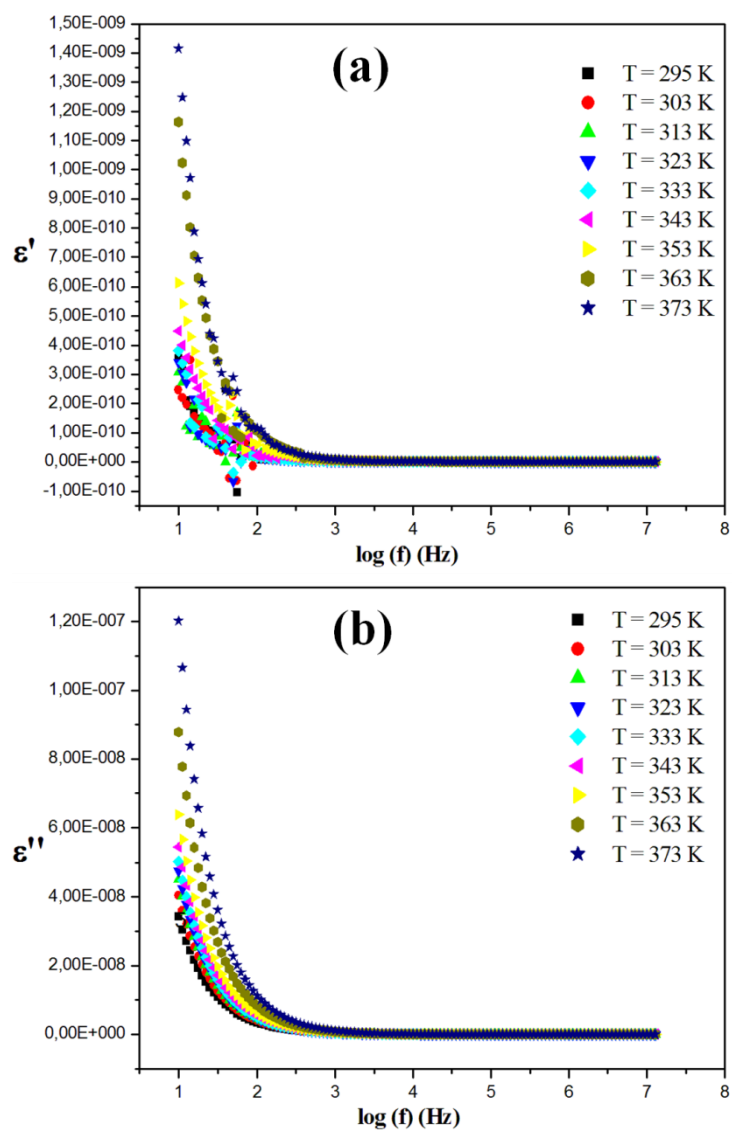 (a)
1,50E-009
1,40E-009
1,30E-009
1,20E-009
1,10E-009
1,00E-009
9,00E-010
8,00E-010
7,00E-010
6,00E-010
5,00E-010
4,00E-010
3,00E-010
2,00E-010
1,00E-010
0,00E+000
-1,00E-010
ε'
T = 295 K
T = 303 K
T = 313 K
T = 323 K
T = 333 K
T = 343 K
T = 353 K
T = 363 K
T = 373 K
1 2 3 4 5 6 7 8
log (f) (Hz)
(b)
1,20E-007
1,00E-007
8,00E-008
6,00E-008
4,00E-008
2,00E-008
0,00E+000
ε''
T = 295 K
T = 303 K
T = 313 K
T = 323 K
T = 333 K
T = 343 K
T = 353 K
T = 363 K
T = 373 K
1 2 3 4 5 6 7 8
log (f) (Hz)